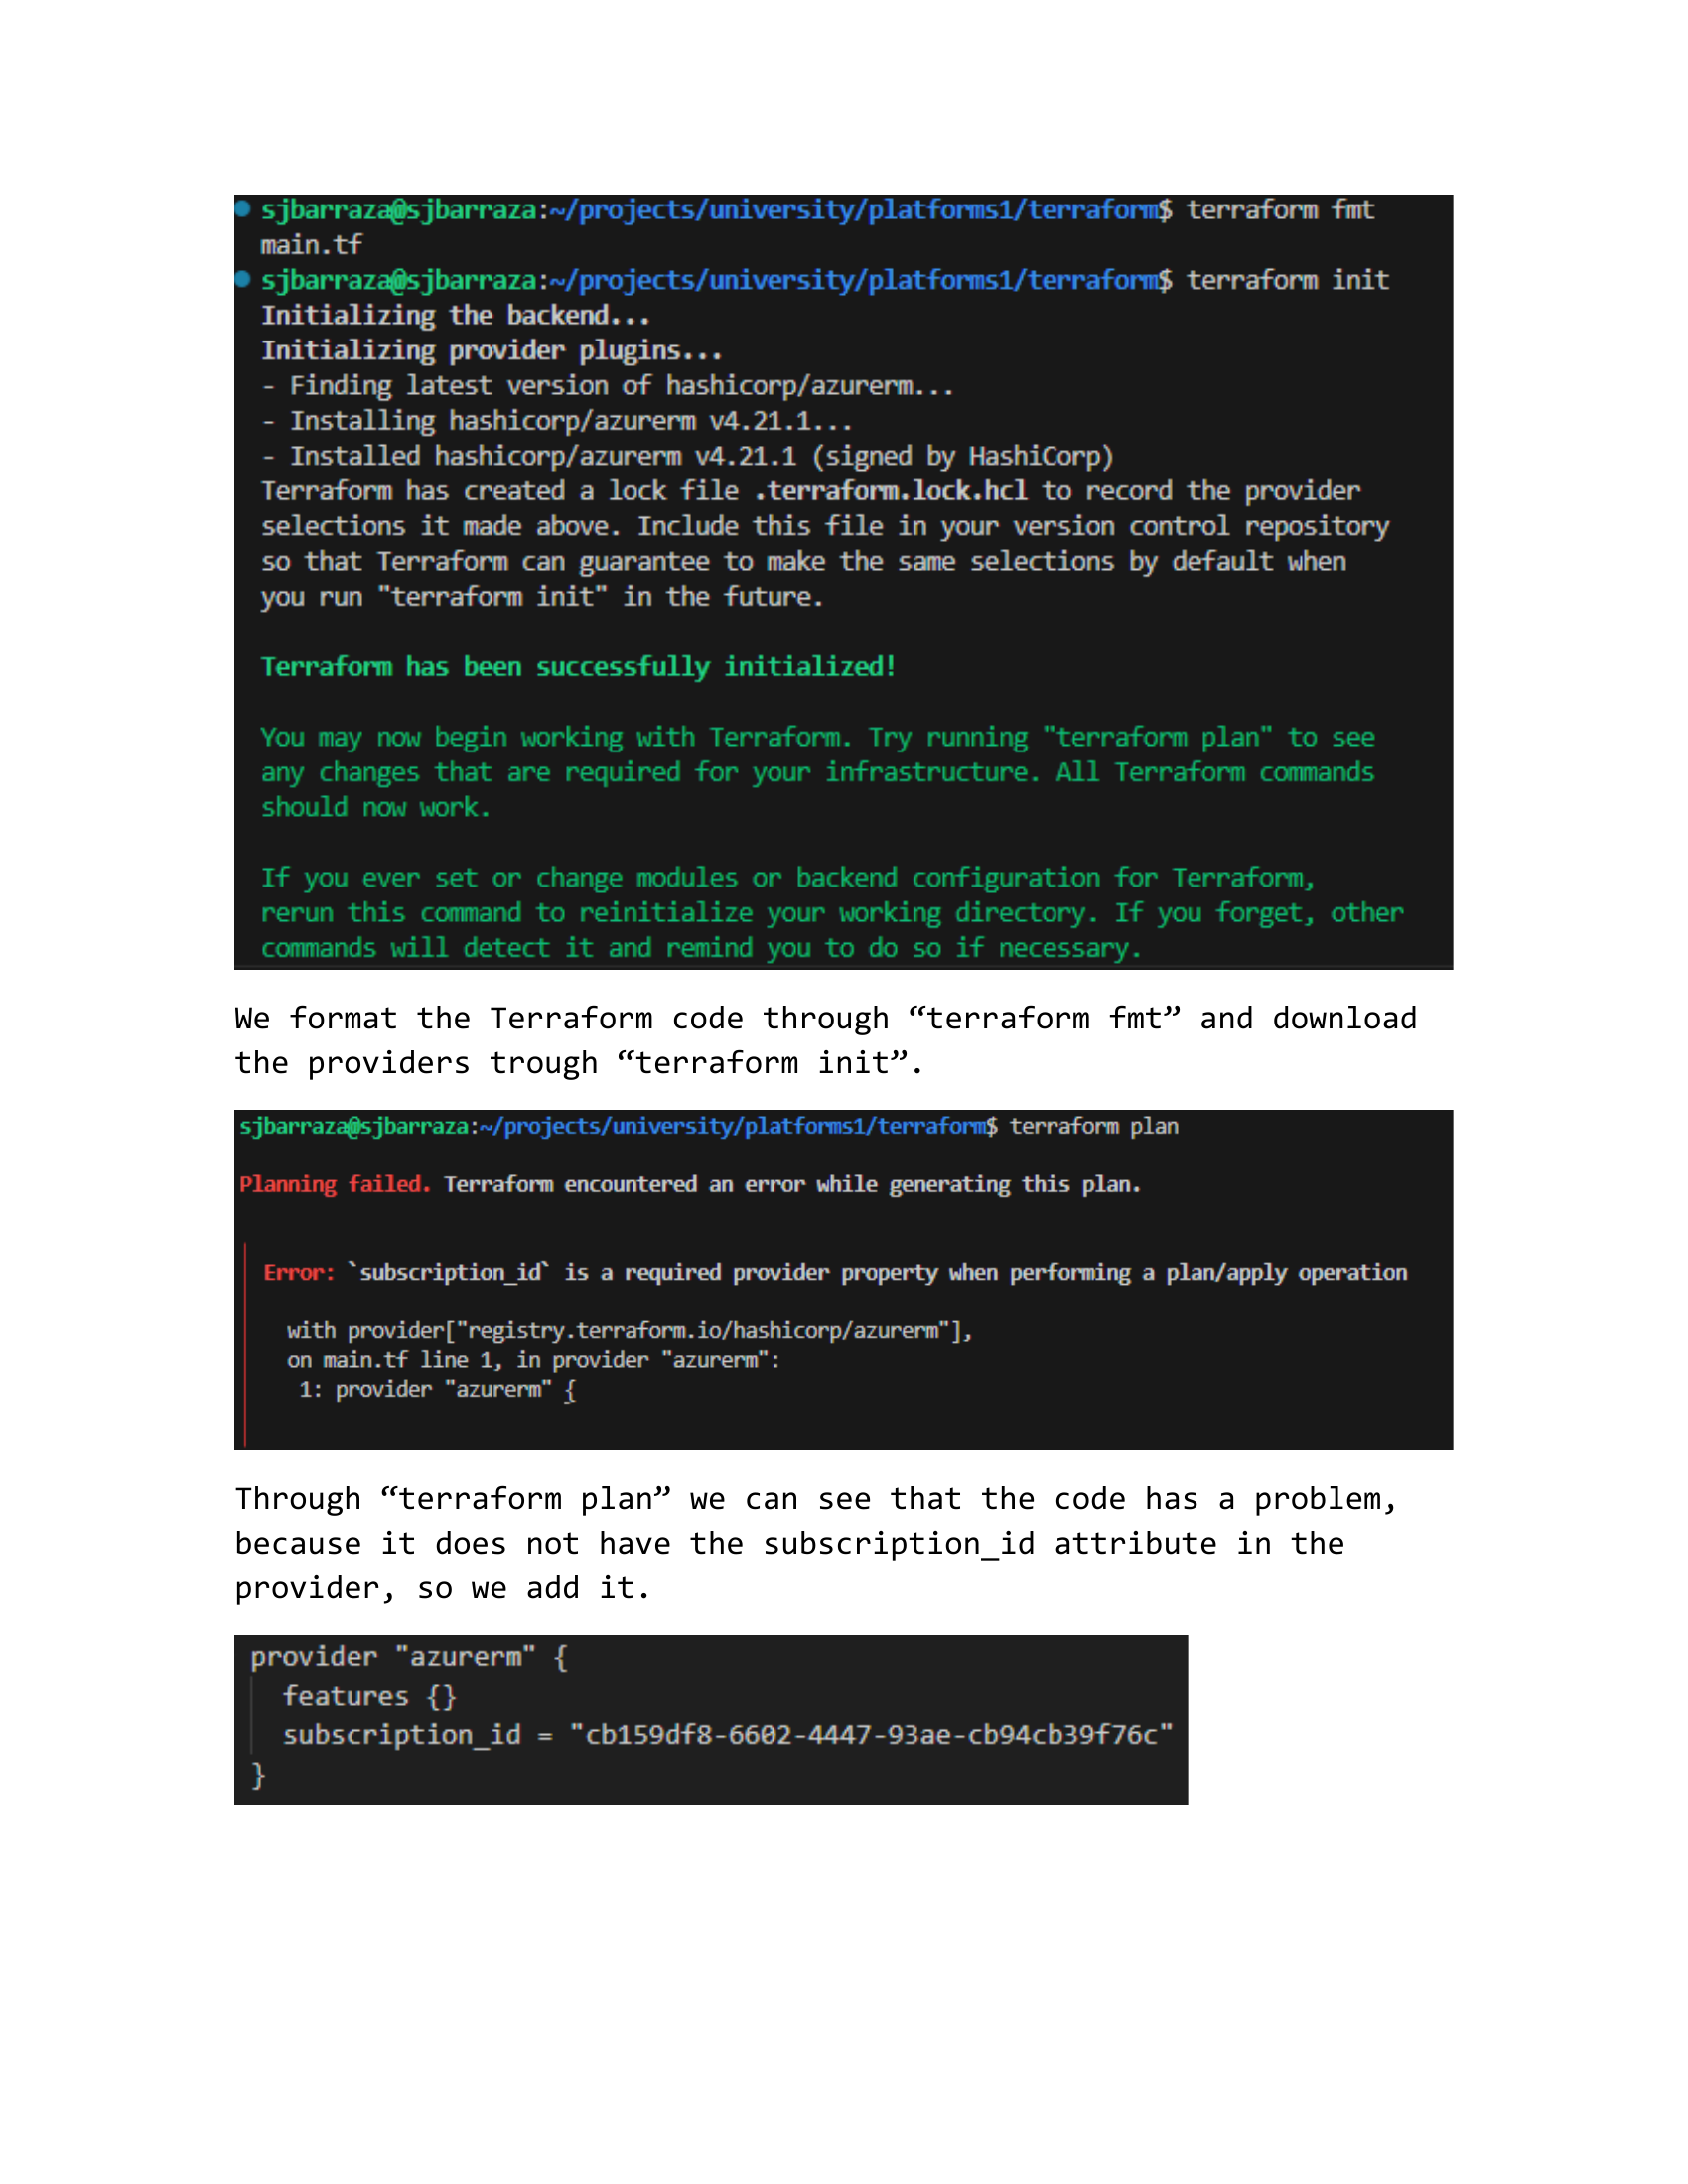 sjbarraza@sjbarraza:~/projects/university/platforms1/terraform$ terraform fmt
main.tf
sjbarraza@sjbarraza:~/projects/university/platforms1/terraform$ terraform init
Initializing the backend...
Initializing provider plugins...
- Finding latest version of hashicorp/azurerm...
- Installing hashicorp/azurerm v4.21.1...
- Installed hashicorp/azurerm v4.21.1 (signed by HashiCorp)
Terraform has created a lock file .terraform.lock.hcl to record the provider
selections it made above. Include this file in your version control repository
so that Terraform can guarantee to make the same selections by default when
you run "terraform init" in the future.
Terraform has been successfully initialized!
You may now begin working with Terraform. Try running "terraform plan" to see
any changes that are required for your infrastructure. All Terraform commands
should now work.
If you ever set or change modules or backend configuration for Terraform,
rerun this command to reinitialize your working directory. If you forget, other
commands will detect it and remind you to do so if necessary.
We format the Terraform code through “terraform fmt” and download
the providers trough “terraform init”.
sjbarraza@sjbarraza:~/projects/university/platforms1/terraform$ terraform plan
Planning failed. Terraform encountered an error while generating this plan.
Error: `subscription_id` is a required provider property when performing a plan/apply operation
with provider["registry.terraform.io/hashicorp/azurerm"],
on main.tf line 1, in provider "azurerm":
1: provider "azurerm" {
Through “terraform plan” we can see that the code has a problem,
because it does not have the subscription_id attribute in the
provider, so we add it.
provider "azurerm" {
features {}
subscription_id = "cb159df8-6602-4447-93ae-cb94cb39f76c"
}